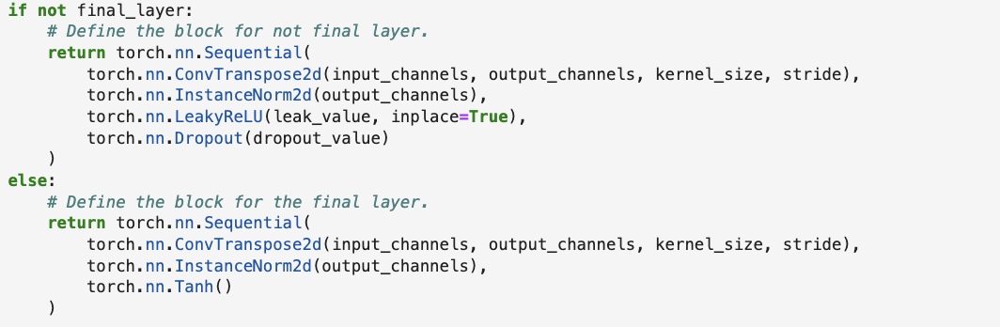 if not final_layer:
    # Define the block for not final layer.
    return torch.nn.Sequential(
        torch.nn.ConvTranspose2d(input_channels, output_channels, kernel_size, stride),
        torch.nn.InstanceNorm2d(output_channels),
        torch.nn.LeakyReLU(leak_value, inplace=True),
        torch.nn.Dropout(dropout_value)
    )
else:
    # Define the block for the final layer.
    return torch.nn.Sequential(
        torch.nn.ConvTranspose2d(input_channels, output_channels, kernel_size, stride),
        torch.nn.InstanceNorm2d(output_channels),
        torch.nn.Tanh()
    )